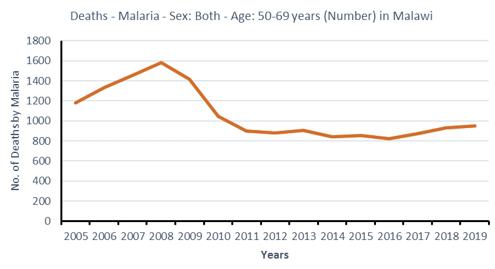 Deaths - Malaria - Sex: Both - Age: 50-69 years (Number) in Malawi
No. of Deaths by Malaria
1800
1600
1400
1200
1000
800
600
400
200
0
2005 2006 2007 2008 2009 2010 2011 2012 2013 2014 2015 2016 2017 2018 2019
Years